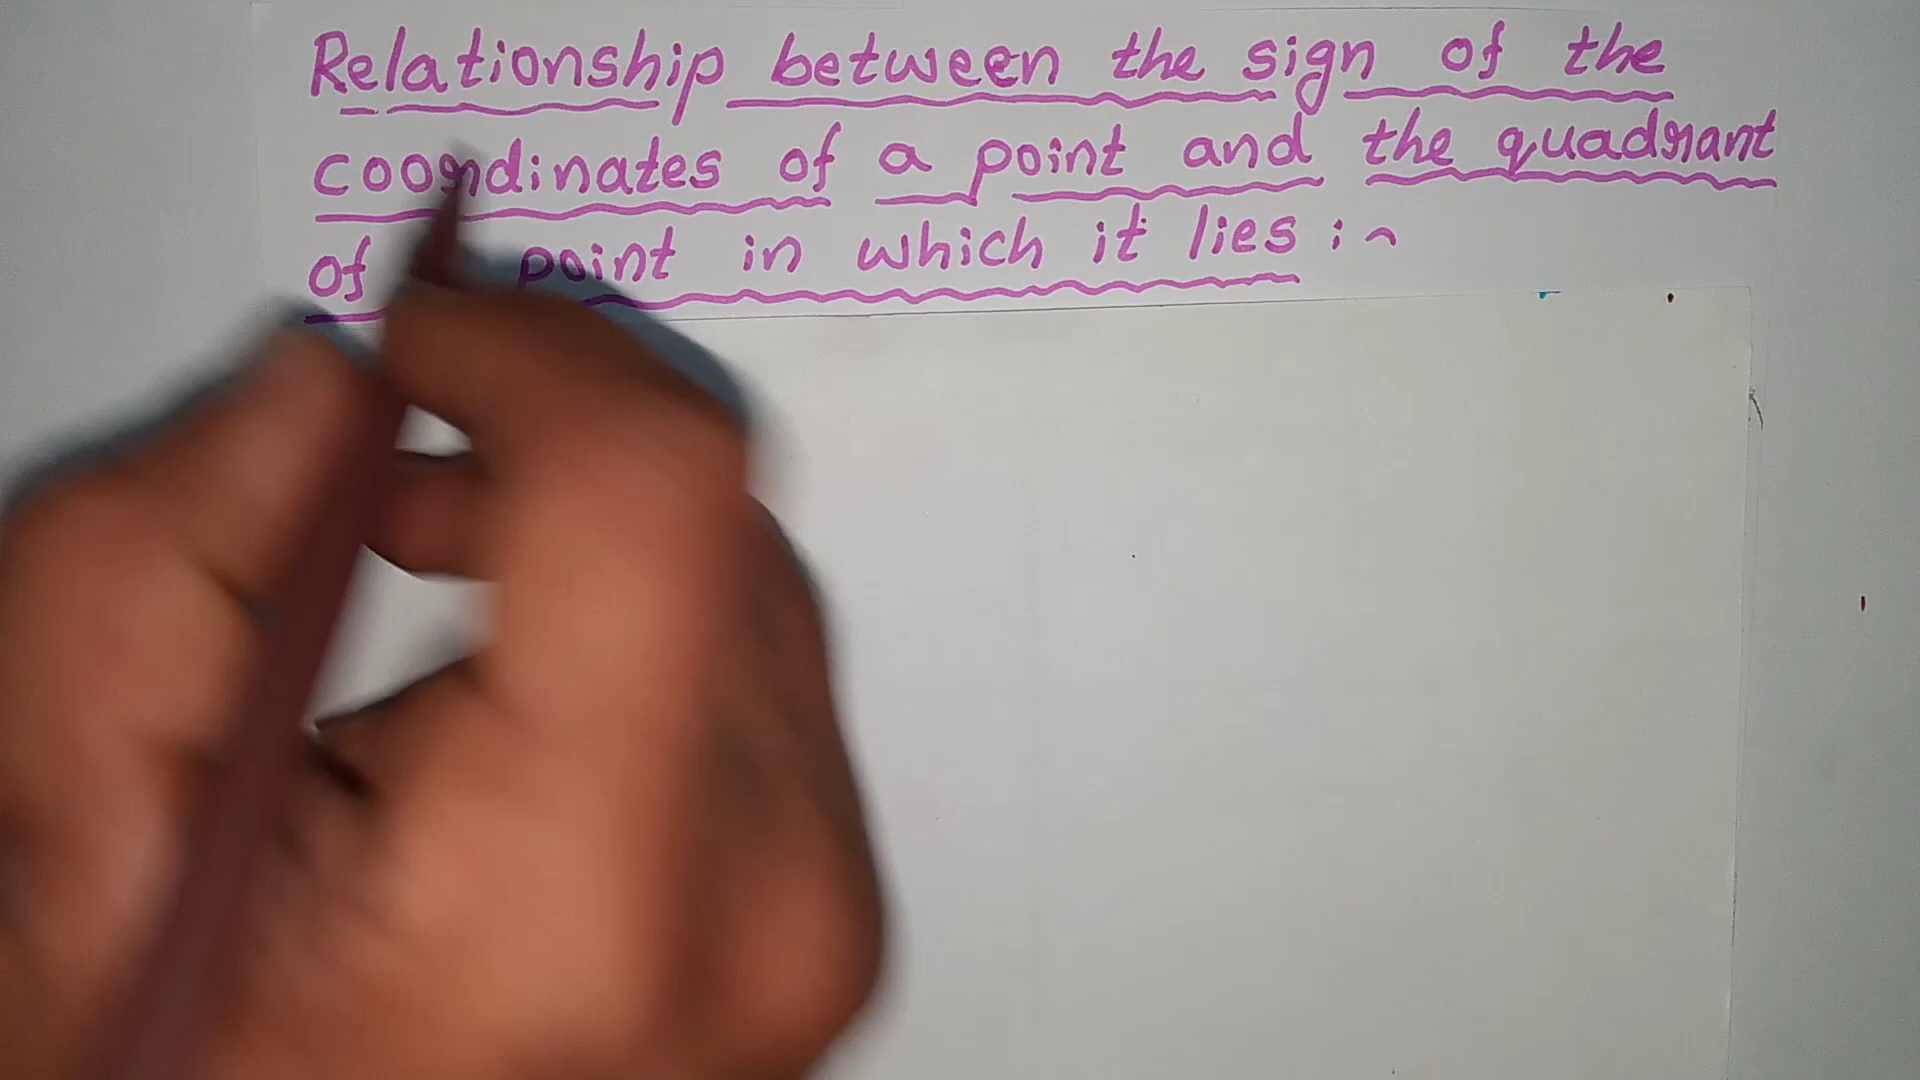 Relationship between the sign of the
coordinates of a point and the quadrant
of point in which it lies :~